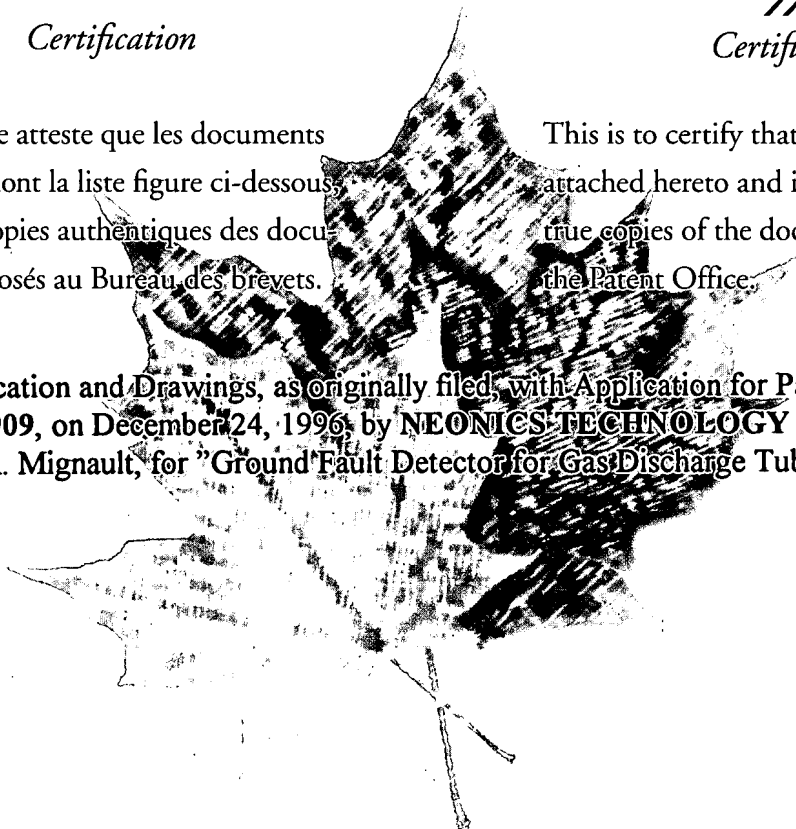 Certification
e atteste que les documents
ont la liste figure ci-dessous,
opies authentiques des docu-
osés au Bureau des brevets.
Certifi
This is to certify that
attached hereto and i
true copies of the doc
the Patent Office.
cation and Drawings, as originally filed, with Application for P
09, on December 24, 1996, by NEONICS TECHNOLOGY
. Mignault, for "Ground Fault Detector for Gas Discharge Tub